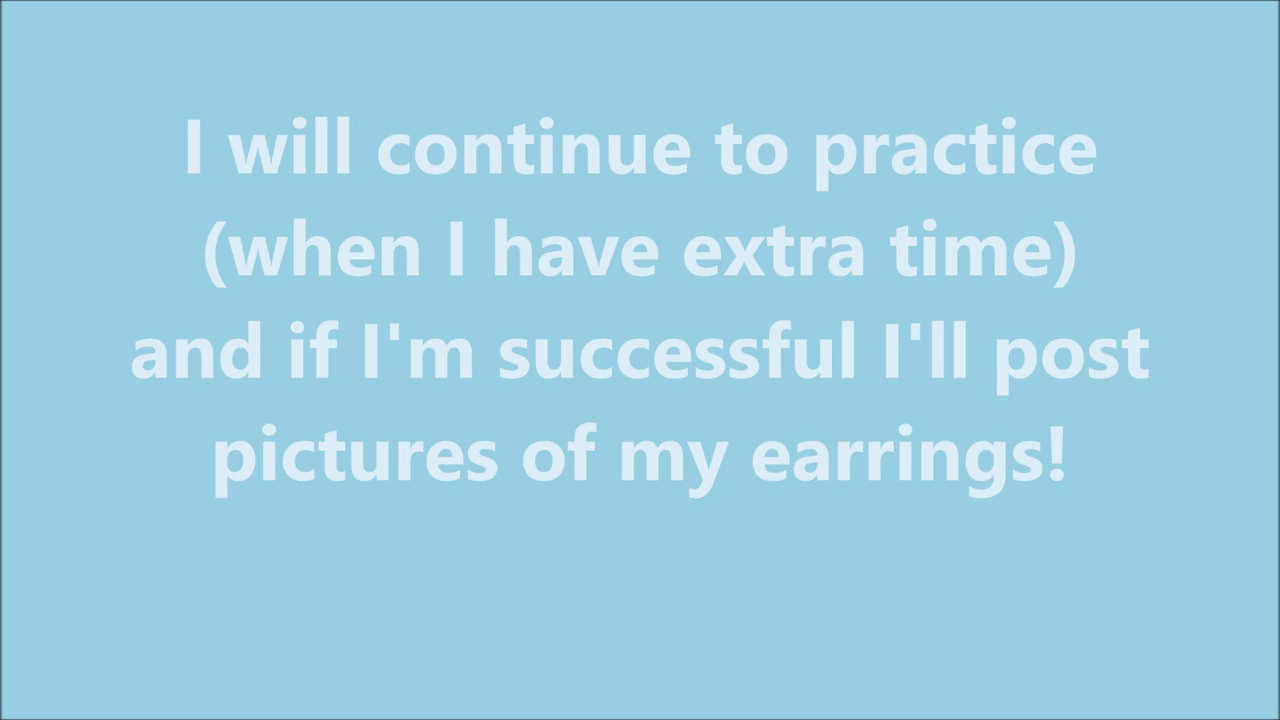 I will continue to practice
(when I have extra time)
and if I'm successful I'll post
pictures of my earrings!